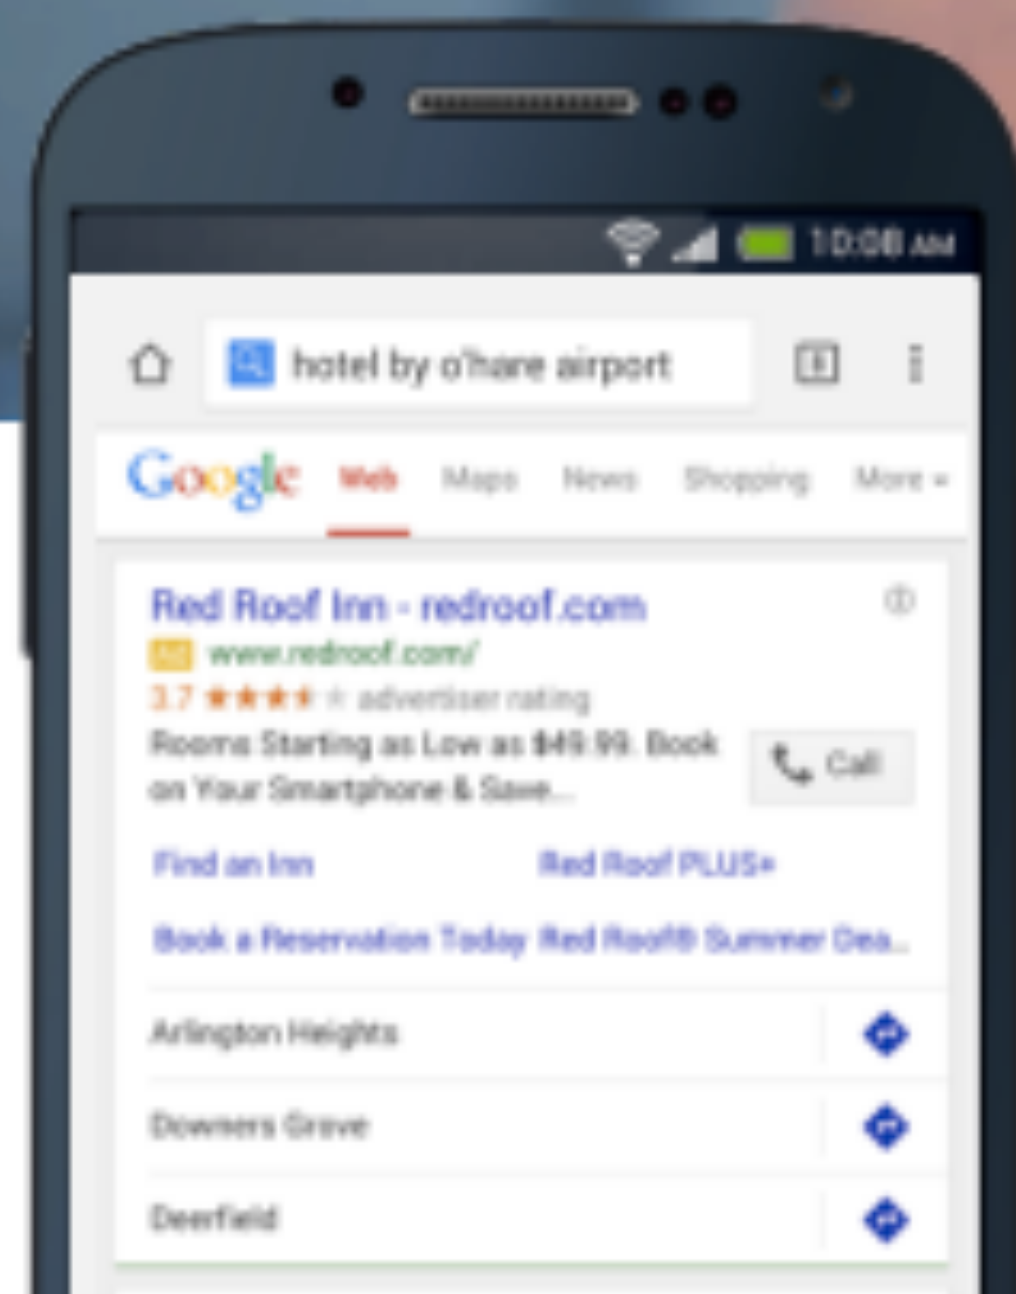 10:08 AM
hotel by o'hare airport
Google Web Maps News Shopping More
Red Roof Inn - redroof.com
Ad www.redroof.com/
3.7 advertiser rating
Rooms Starting as Low as $49.99. Book
on Your Smartphone & Save...
Call
Find an Inn Red Roof PLUS+
Book a Reservation Today Red Roof® Summer Dea...
Arlington Heights
Downers Grove
Deerfield